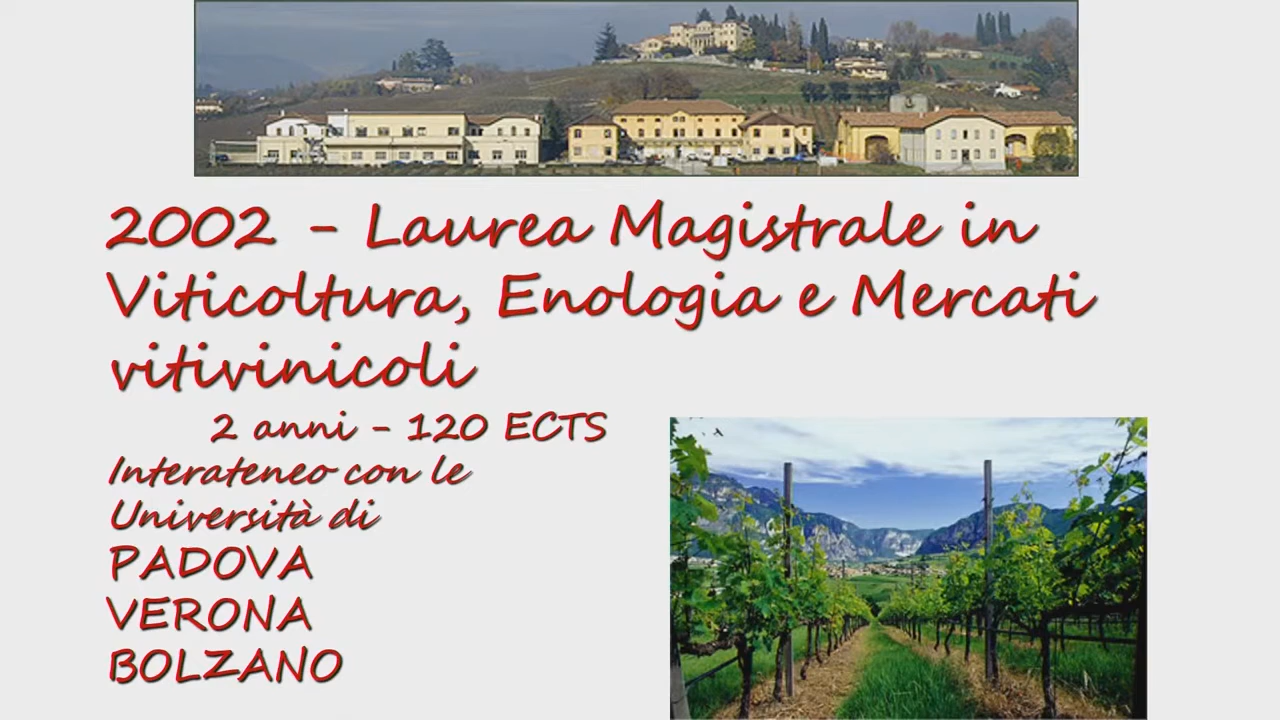 2002 - Laurea Magistrale in
Viticoltura, Enologia e Mercati
vitivinicoli
2 anni - 120 ECTS
Interateneo con le
Università di
PADOVA
VERONA
BOLZANO